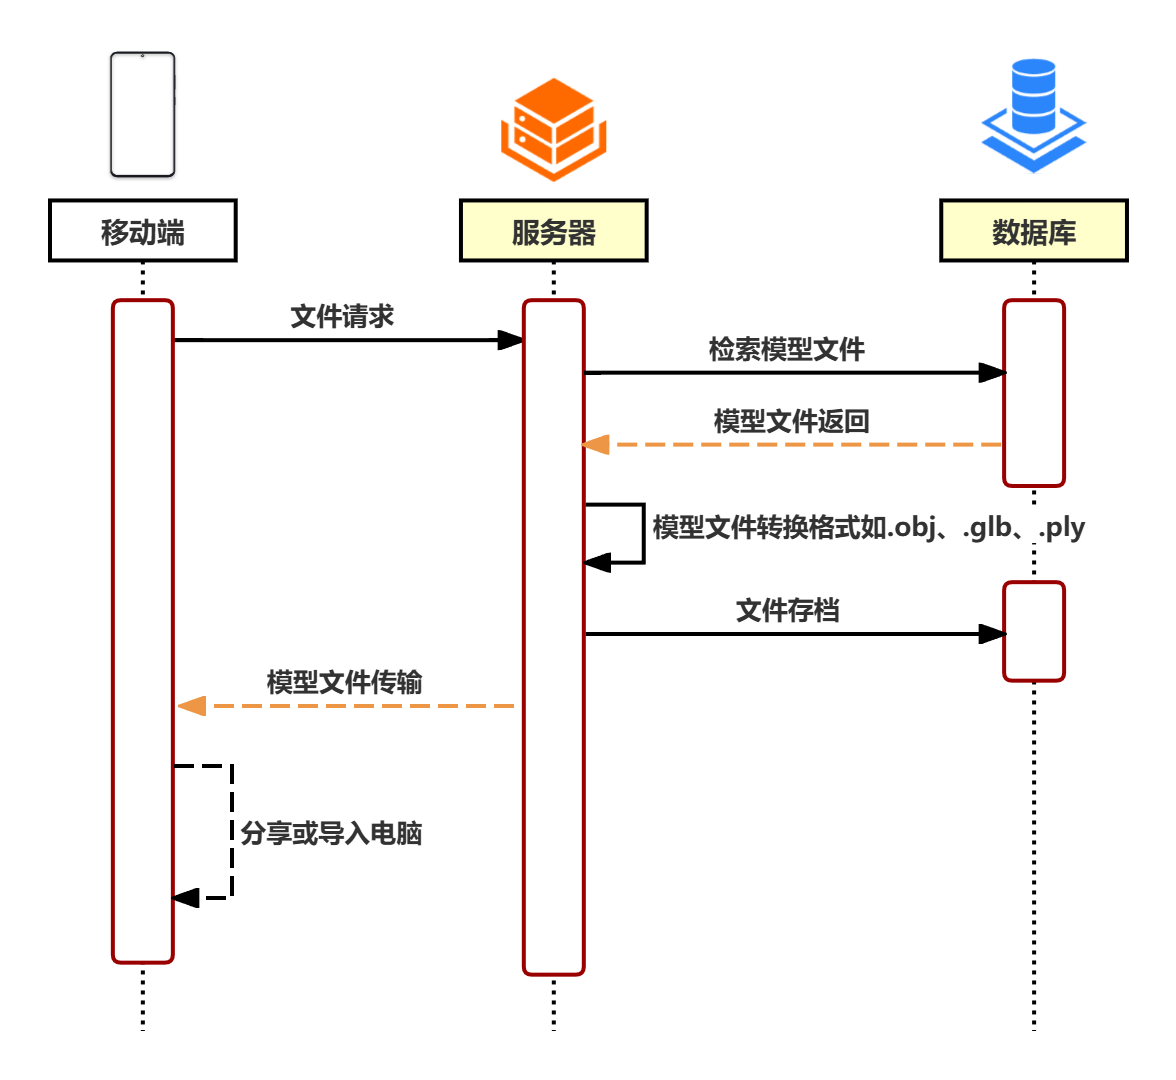 移动端
服务器
数据库
文件请求
检索模型文件
模型文件返回
模型文件转换格式如.obj、.glb、.ply
文件存档
模型文件传输
分享或导入电脑